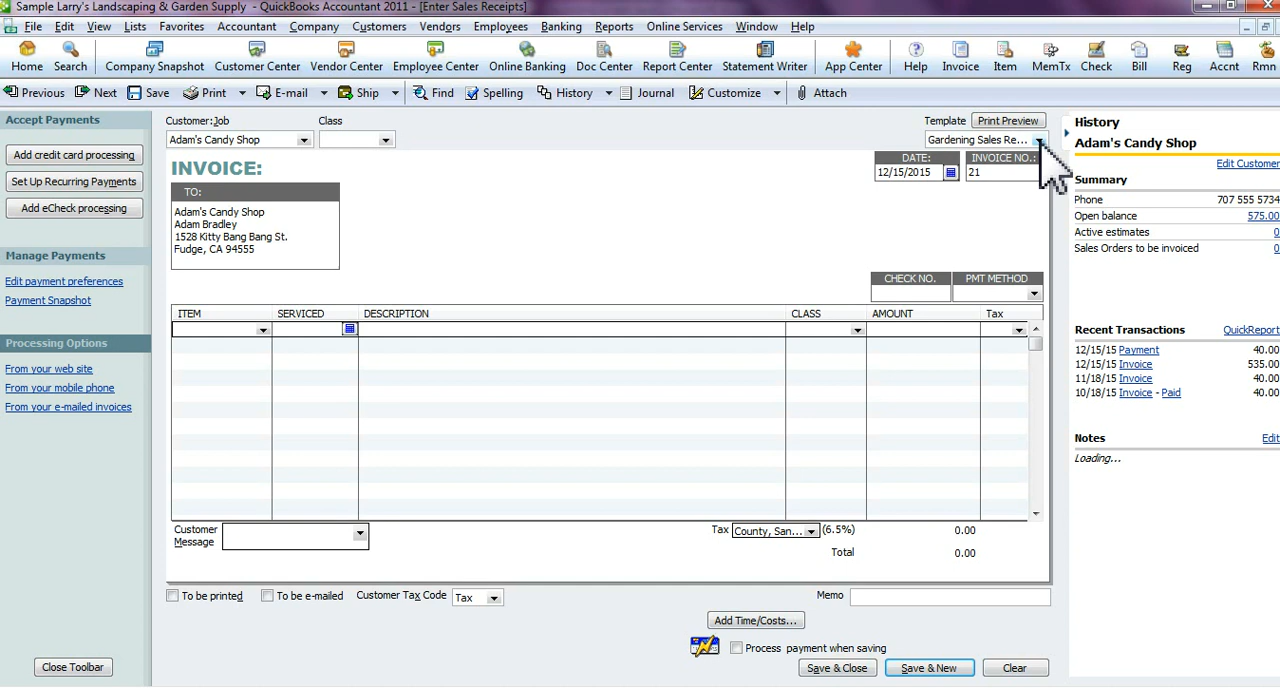 Sample Larry's Landscaping & Garden Supply - QuickBooks Accountant 2011 - [Enter Sales Receipts]
File Edit View Lists Favorites Accountant Company Customers Vendors Employees Banking Reports Online Services Window Help
Home Search Company Snapshot Customer Center Vendor Center Employee Center Online Banking Doc Center Report Center Statement Writer App Center Help Invoice Item MemTx Check Bill Reg Accnt Rmn
Previous Next Save Print E-mail Ship Find Spelling History Journal Customize Attach
Accept Payments
Add credit card processing
Set Up Recurring Payments
Add eCheck processing
Manage Payments
Edit payment preferences
Payment Snapshot
Processing Options
From your web site
From your mobile phone
From your e-mailed invoices
Close Toolbar
Customer:Job Class Template Print Preview
Adam's Candy Shop Gardening Sales Re...
INVOICE:
DATE: INVOICE NO.:
12/15/2015 21
TO:
Adam's Candy Shop
Adam Bradley
1528 Kitty Bang Bang St.
Fudge, CA 94555
CHECK NO. PMT METHOD
ITEM SERVICED DESCRIPTION CLASS AMOUNT Tax
Customer Message
Tax County, San... (6.5%) 0.00
Total 0.00
To be printed To be e-mailed Customer Tax Code Tax Memo
Add Time/Costs...
Process payment when saving
Save & Close Save & New Clear
History
Adam's Candy Shop
Edit Customer
Summary
Phone 707 555 5734
Open balance 575.00
Active estimates 0
Sales Orders to be invoiced 0
Recent Transactions QuickReport
12/15/15 Payment 40.00
12/15/15 Invoice 535.00
11/18/15 Invoice 40.00
10/18/15 Invoice - Paid 40.00
Notes Edit
Loading...